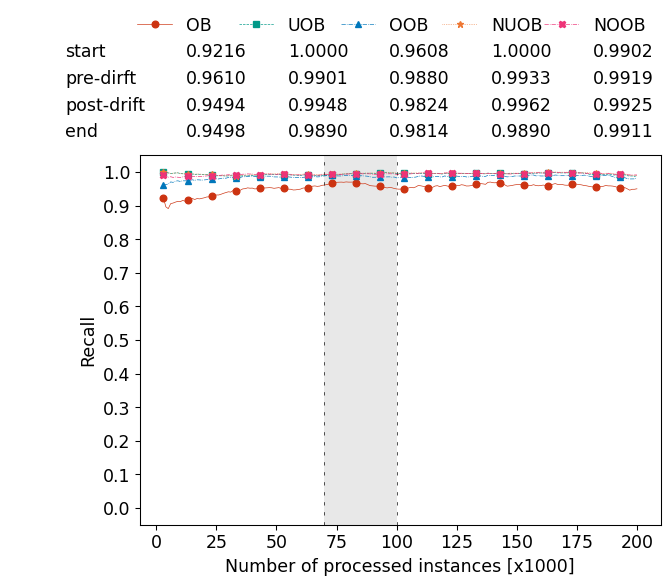 OB UOB OOB NUOB NOOB
start 0.9216 1.0000 0.9608 1.0000 0.9902
pre-dirft 0.9610 0.9901 0.9880 0.9933 0.9919
post-drift 0.9494 0.9948 0.9824 0.9962 0.9925
end 0.9498 0.9890 0.9814 0.9890 0.9911
1.0
0.9
0.8
0.7
0.6
0.5
0.4
0.3
0.2
0.1
0.0
Recall
0 25 50 75 100 125 150 175 200
Number of processed instances [x1000]